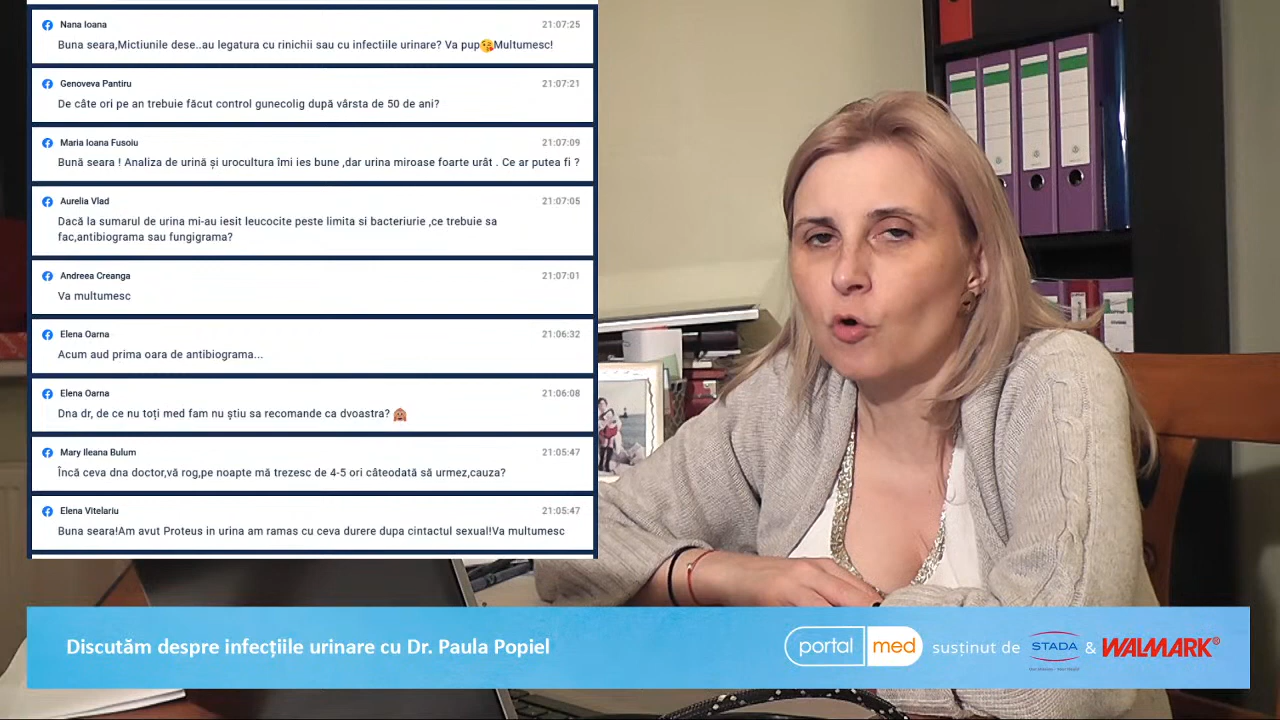 Nana Ioana 21:07:25
Buna seara,Mictiunile dese..au legatura cu rinichii sau cu infectiile urinare? Va pup😘Multumesc!
Genoveva Pantiru 21:07:21
De câte ori pe an trebuie făcut control gunecolig după vârsta de 50 de ani?
Maria Ioana Fusoiu 21:07:09
Bună seara ! Analiza de urină și urocultura îmi ies bune ,dar urina miroase foarte urât . Ce ar putea fi ?
Aurelia Vlad 21:07:05
Dacă la sumarul de urina mi-au iesit leucocite peste limita si bacteriurie ,ce trebuie sa
fac,antibiograma sau fungigrama?
Andreea Creanga 21:07:01
Va multumesc
Elena Oarna 21:06:32
Acum aud prima oara de antibiograma...
Elena Oarna 21:06:08
Dna dr, de ce nu toți med fam nu știu sa recomande ca dvoastra? 🙈
Mary Ileana Bulum 21:05:47
Încă ceva dna doctor,vă rog,pe noapte mă trezesc de 4-5 ori câteodată să urmez,cauza?
Elena Vitelariu 21:05:47
Buna seara!Am avut Proteus in urina am ramas cu ceva durere dupa cintactul sexual!Va multumesc
Discutăm despre infecțiile urinare cu Dr. Paula Popiel
portal med susținut de STADA & WALMARK®